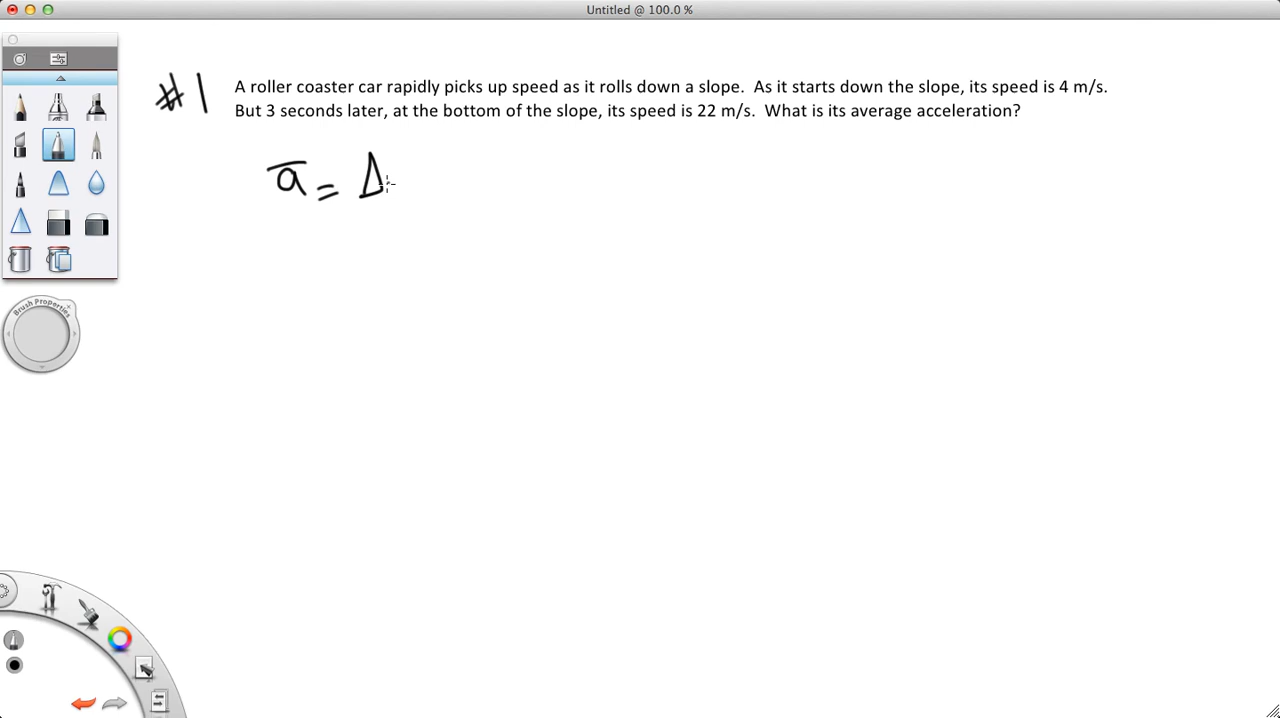 Untitled @ 100.0 %
#1 A roller coaster car rapidly picks up speed as it rolls down a slope.  As it starts down the slope, its speed is 4 m/s.
But 3 seconds later, at the bottom of the slope, its speed is 22 m/s.  What is its average acceleration?
a̅ = Δ
Brush Properties